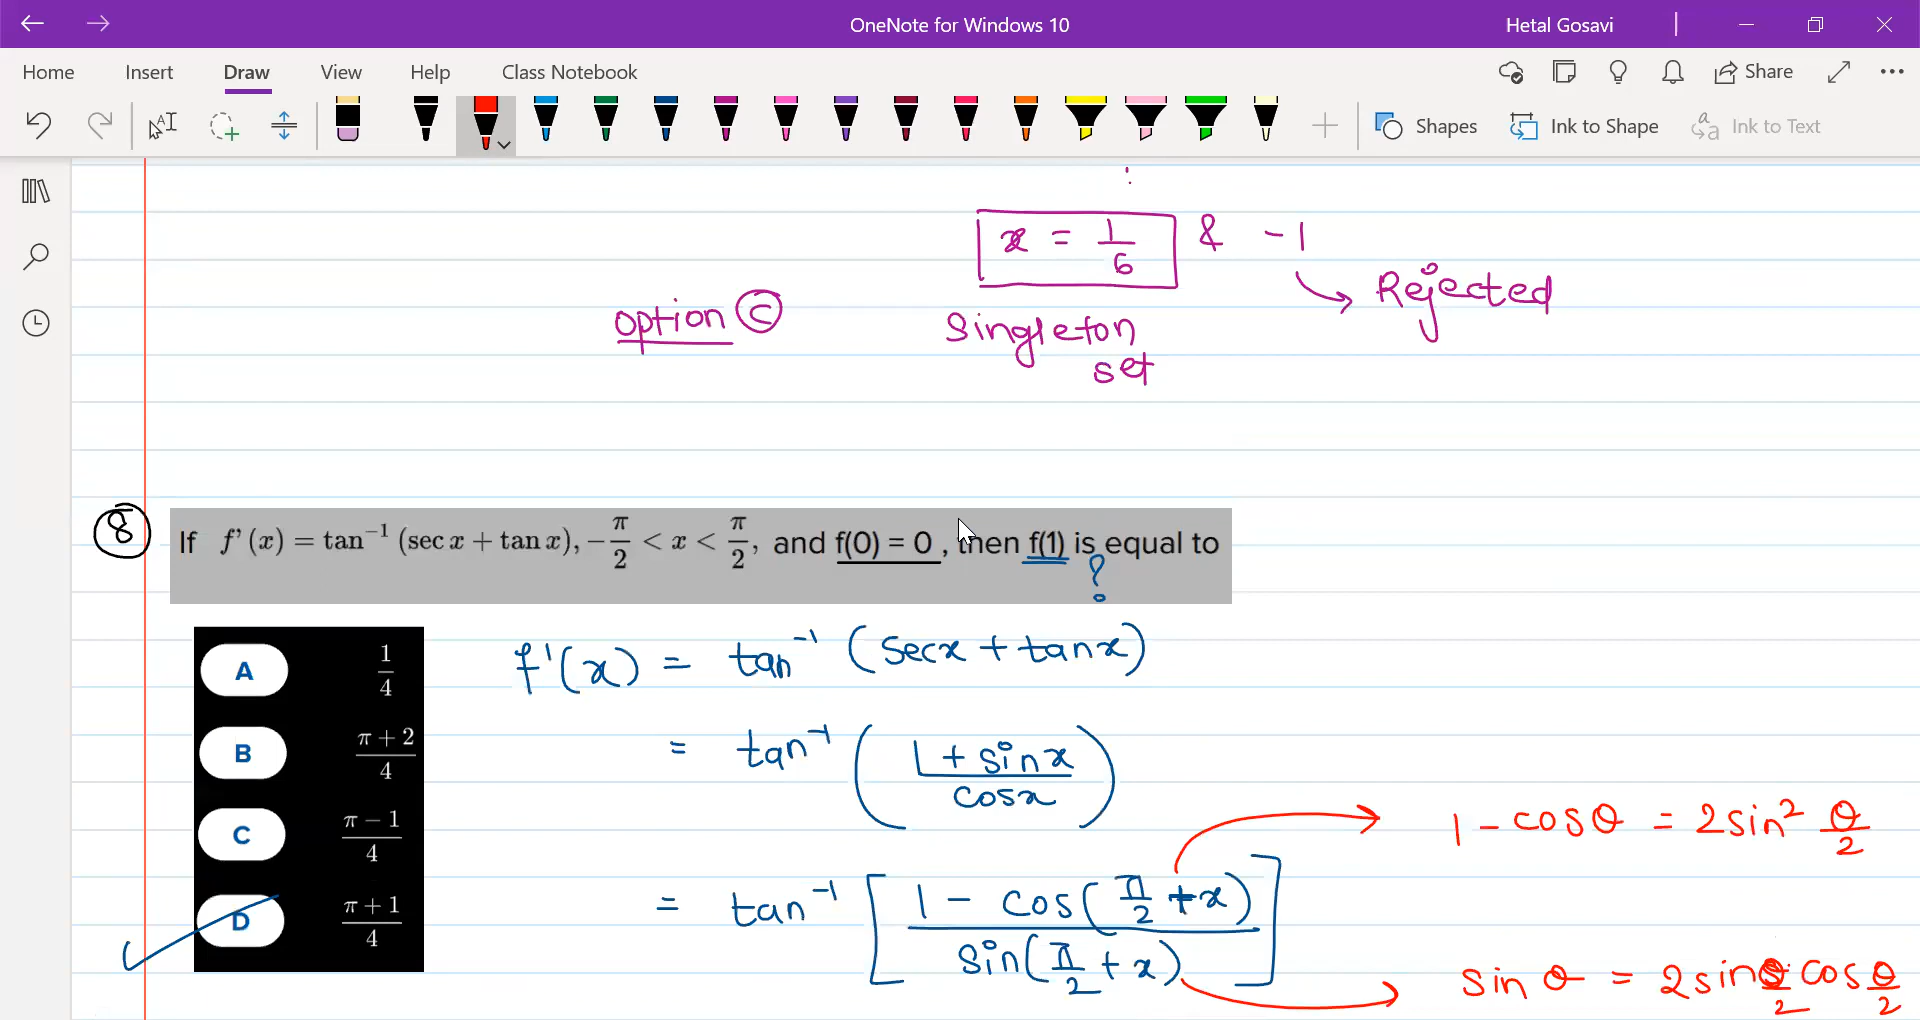 OneNote for Windows 10
Hetal Gosavi
Home Insert Draw View Help Class Notebook
Share
Shapes
Ink to Shape
Ink to Text
x = 1/6 & -1
Rejected
option C
Singleton
set
8
If f'(x) = tan⁻¹ (sec x + tan x), -π/2 < x < π/2, and f(0) = 0 , then f(1) is equal to
?
A 1/4
B π + 2/4
C π − 1/4
D π + 1/4
f'(x) = tan⁻¹ (secx + tanx)
= tan⁻¹ (1 + sinx/cosx)
1 - cosθ = 2sin² θ/2
= tan⁻¹ [1 - cos(π/2 + x)/sin(π/2 + x)]
sinθ = 2sinθ/2 cosθ/2